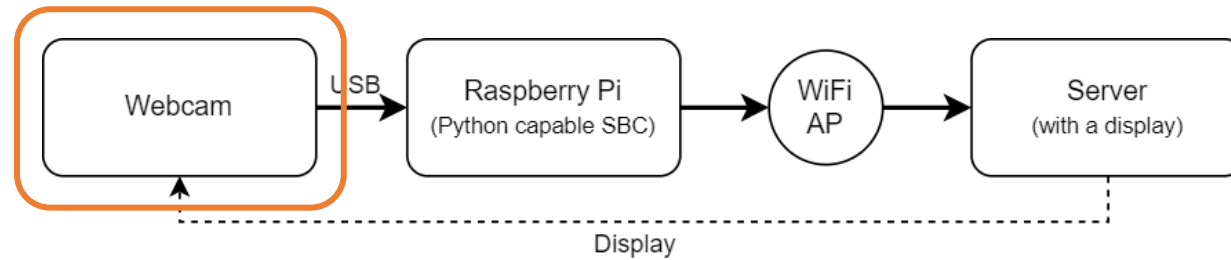 Webcam
USB
Raspberry Pi
(Python capable SBC)
WiFi
AP
Server
(with a display)
Display